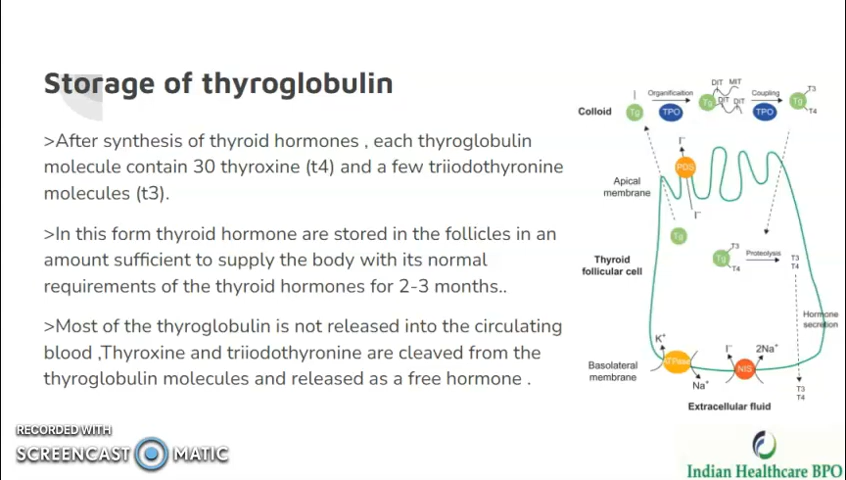 Storage of thyroglobulin
>After synthesis of thyroid hormones , each thyroglobulin
molecule contain 30 thyroxine (t4) and a few triiodothyronine
molecules (t3).
>In this form thyroid hormone are stored in the follicles in an
amount sufficient to supply the body with its normal
requirements of the thyroid hormones for 2-3 months..
>Most of the thyroglobulin is not released into the circulating
blood ,Thyroxine and triiodothyronine are cleaved from the
thyroglobulin molecules and released as a free hormone .
DIT MIT
I Organification Coupling T3
Colloid Tg TPO Tg DIT DIT TPO Tg T4
I⁻
PDS
Apical
membrane
I⁻
Tg
T3
Tg Proteolysis T3
T4 T4
Thyroid
follicular cell
Hormone
secretion
K⁺ I⁻ 2Na⁺
Basolateral
membrane
ATPase NIS
Na⁺
T3
T4
Extracellular fluid
RECORDED WITH
SCREENCAST MATIC
Indian Healthcare BPO